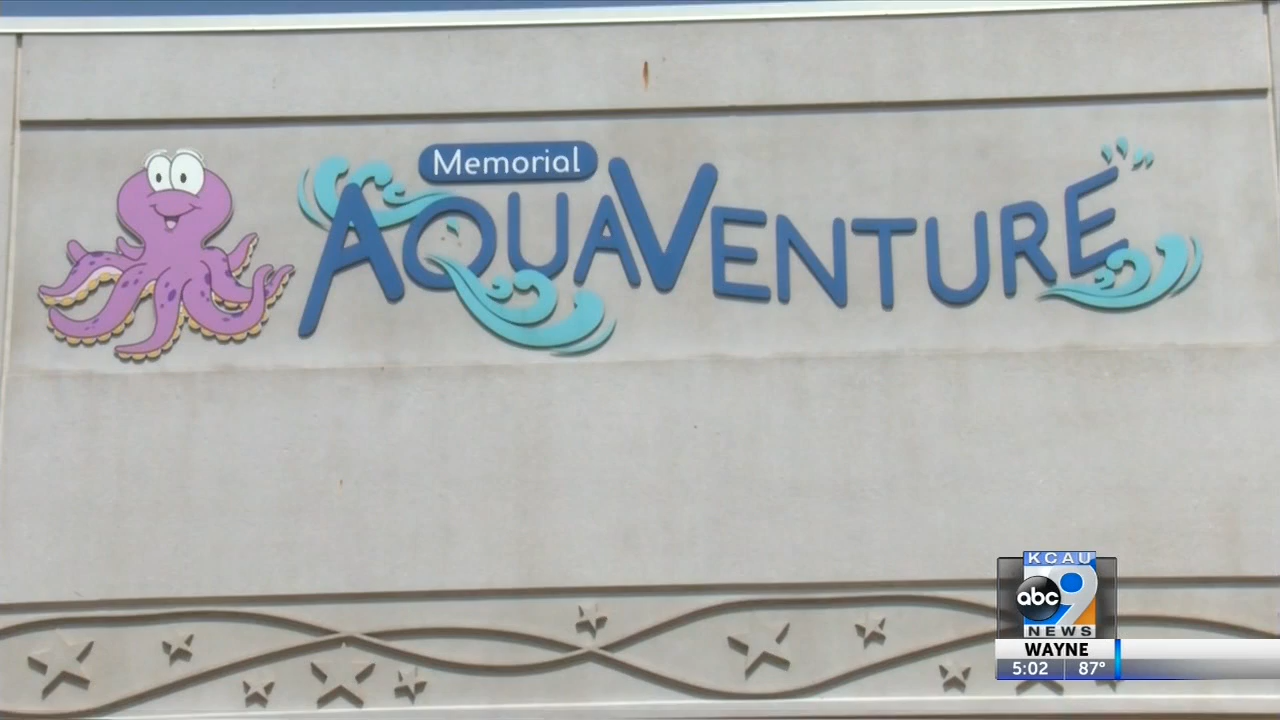 Memorial
AQUAVENTURE
KCAU
abc 9
NEWS
WAYNE
5:02 87°